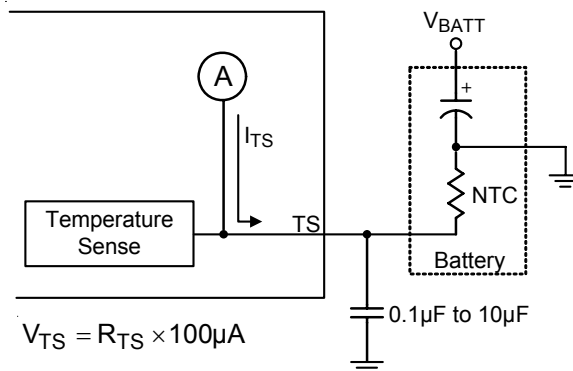 V_BATT
A
+
I_TS
NTC
Temperature
Sense
TS
Battery
0.1µF to 10µF
V_TS = R_TS × 100µA